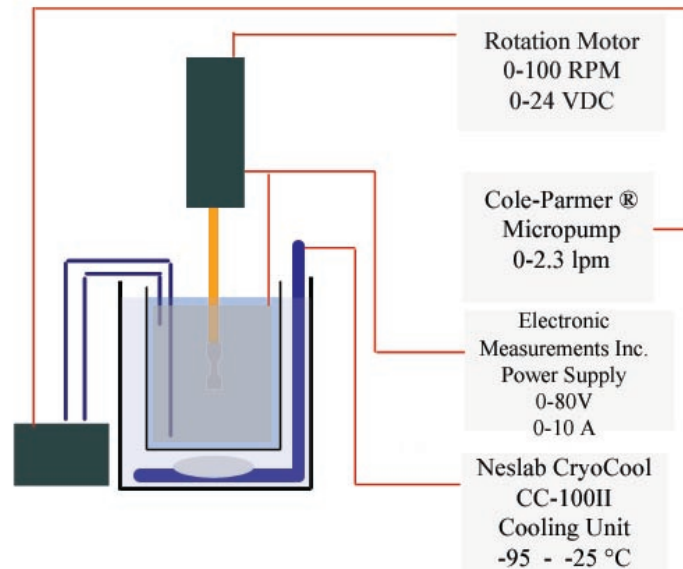 Rotation Motor
0-100 RPM
0-24 VDC
Cole-Parmer ®
Micropump
0-2.3 lpm
Electronic
Measurements Inc.
Power Supply
0-80V
0-10 A
Neslab CryoCool
CC-100II
Cooling Unit
-95 - -25 °C